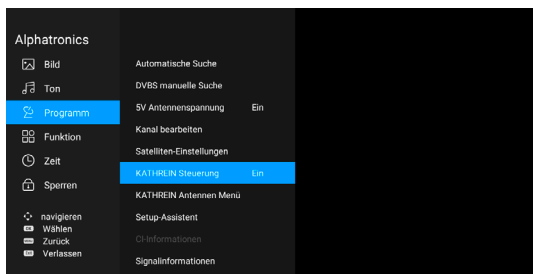 Alphatronics
Bild
Ton
Programm
Funktion
Zeit
Sperren
navigieren
Wählen
Zurück
Verlassen
Automatische Suche
DVBS manuelle Suche
5V Antennenspannung Ein
Kanal bearbeiten
Satelliten-Einstellungen
KATHREIN Steuerung Ein
KATHREIN Antennen Menü
Setup-Assistent
CI-Informationen
Signalinformationen